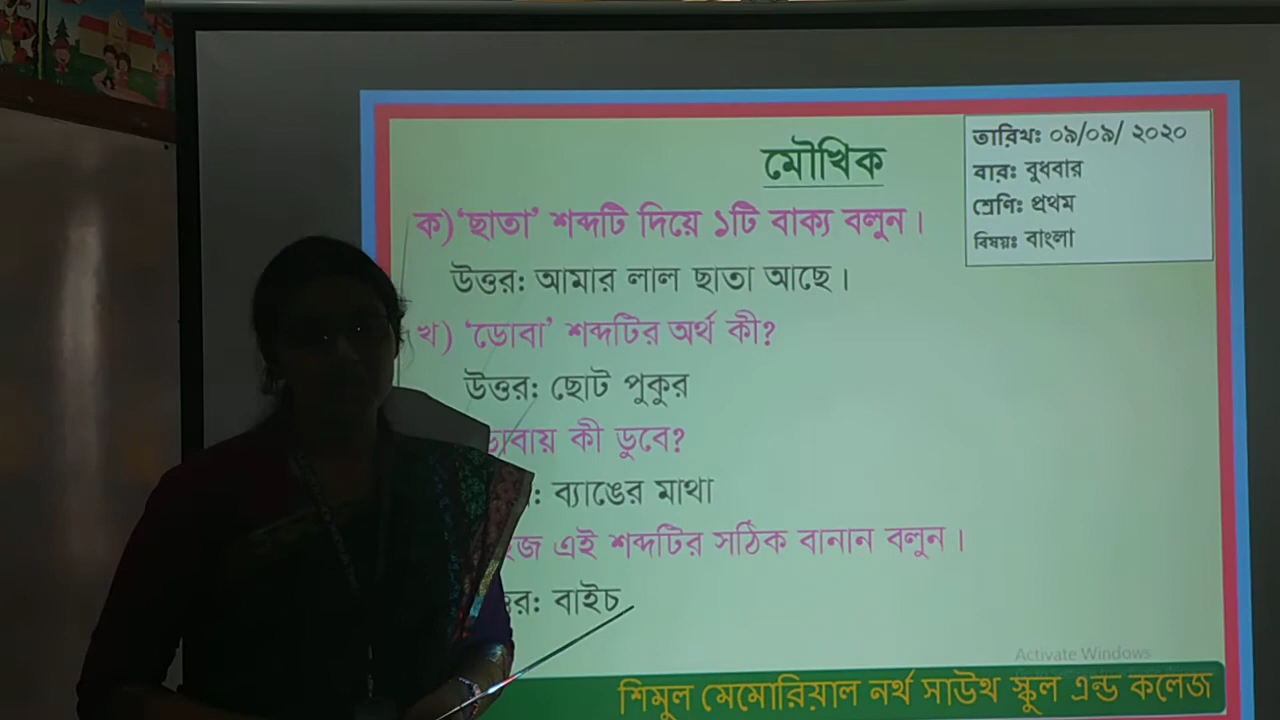 মৌখিক
তারিখঃ ০৯/০৯/ ২০২০
বারঃ বুধবার
শ্রেণিঃ প্রথম
বিষয়ঃ বাংলা
ক) 'ছাতা' শব্দটি দিয়ে ১টি বাক্য বলুন।
উত্তর: আমার লাল ছাতা আছে।
খ) 'ডোবা' শব্দটির অর্থ কী?
উত্তর: ছোট পুকুর
কী ডুবে?
ব্যাঙের মাথা
এই শব্দটির সঠিক বানান বলুন।
বাইচ
Activate Windows
শিমুল মেমোরিয়াল নর্থ সাউথ স্কুল এন্ড কলেজ